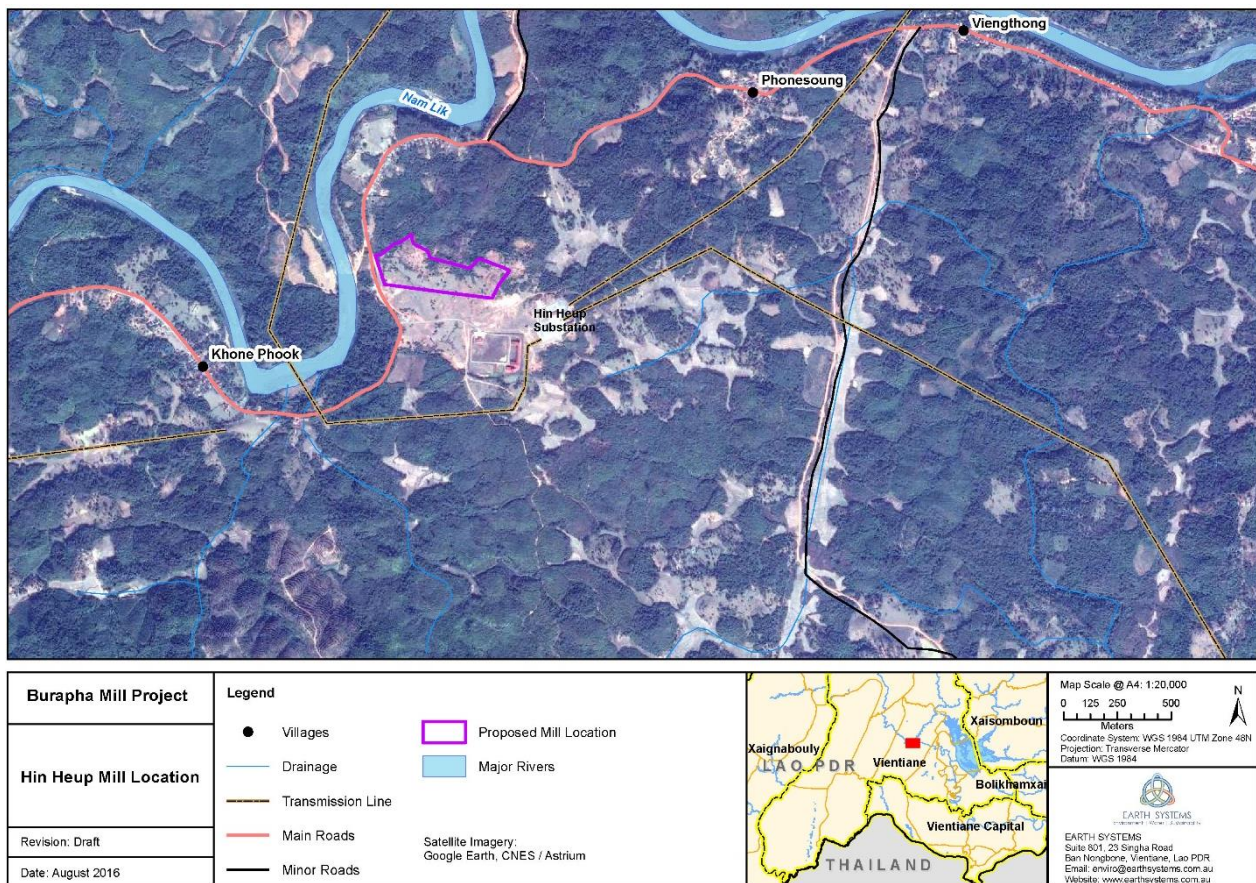 Viengthong
Phonesoung
Nam Lik
Hin Heup
Substation
Khone Phook
Burapha Mill Project
Hin Heup Mill Location
Revision: Draft
Date: August 2016
Legend
Villages
Drainage
Transmission Line
Main Roads
Minor Roads
Proposed Mill Location
Major Rivers
Satellite Imagery:
Google Earth, CNES / Astrium
Xaisomboun
Xaignabouly
LAO PDR
Vientiane
Bolikhamxai
Vientiane Capital
THAILAND
Map Scale @ A4: 1:20,000
N
0 125 250 500
Meters
Coordinate System: WGS 1984 UTM Zone 48N
Projection: Transverse Mercator
Datum: WGS 1984
EARTH SYSTEMS
EARTH SYSTEMS
Suite 801, 23 Singha Road
Ban Nongbone, Vientiane, Lao PDR
Email: enviro@earthsystems.com.au
Website: www.earthsystems.com.au